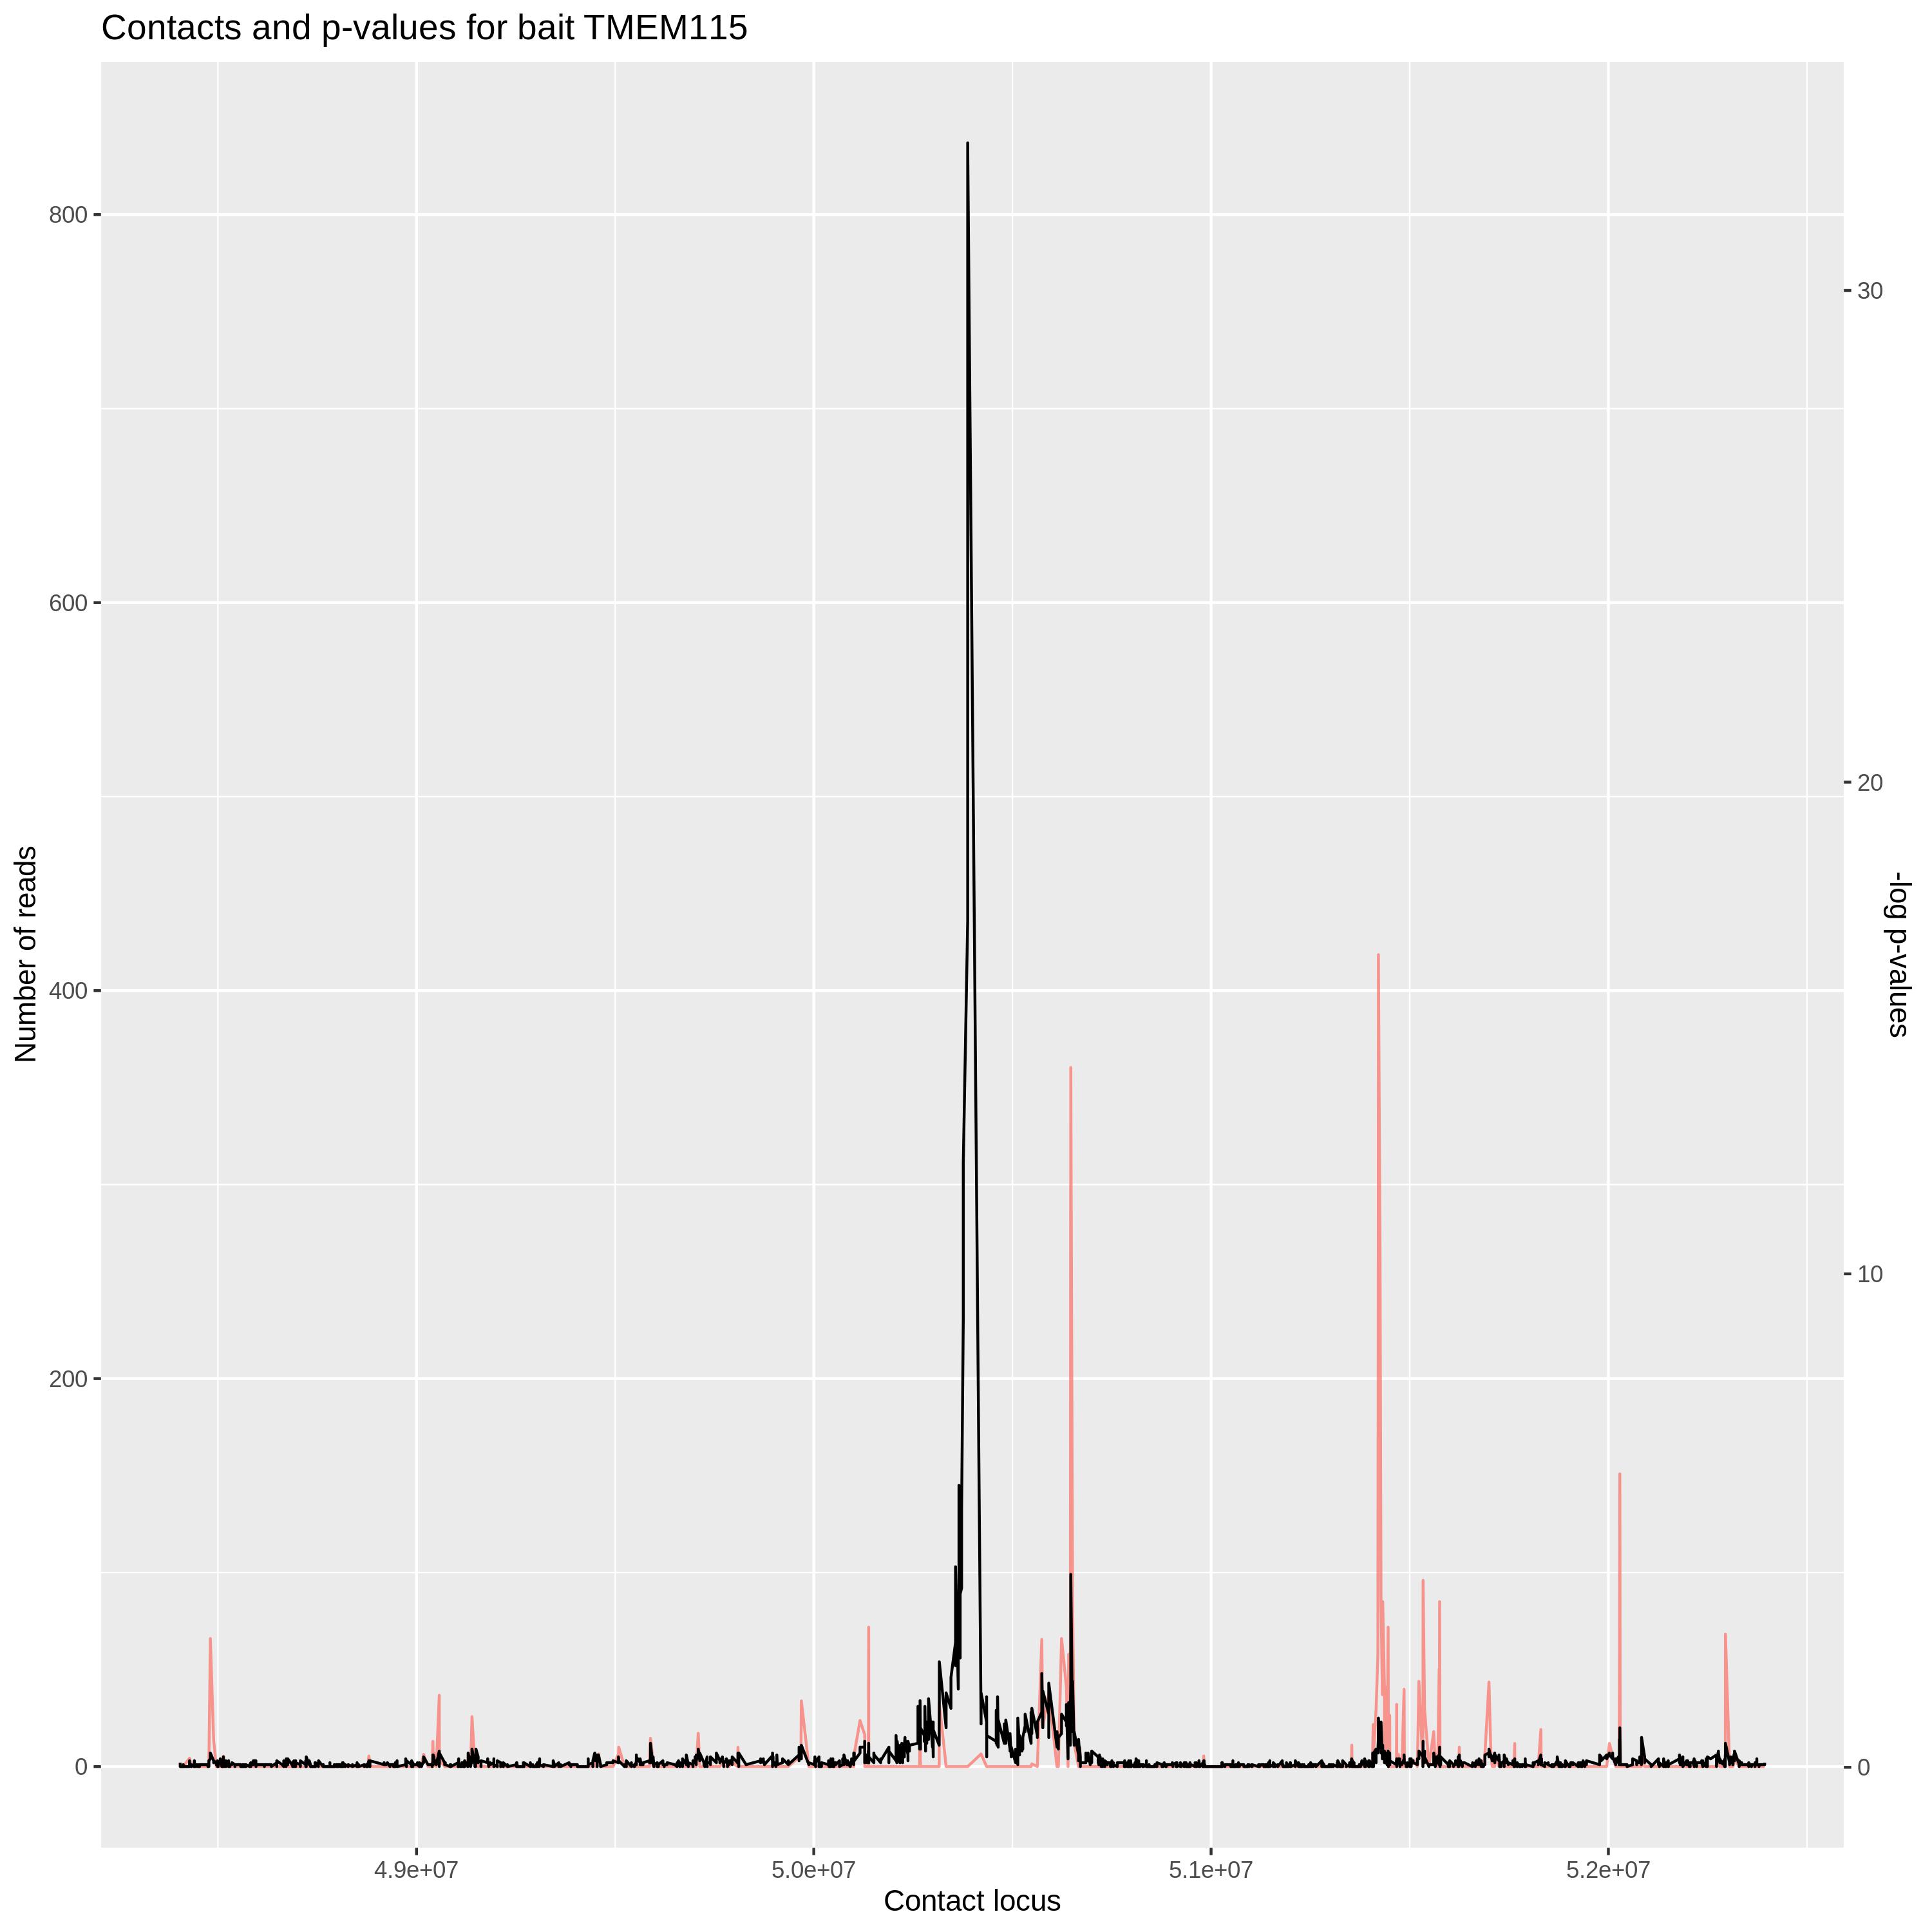 Contacts and p-values for bait TMEM115
800
600
400
200
0
Number of reads
30
20
10
0
-log p-values
4.9e+07
5.0e+07
5.1e+07
5.2e+07
Contact locus